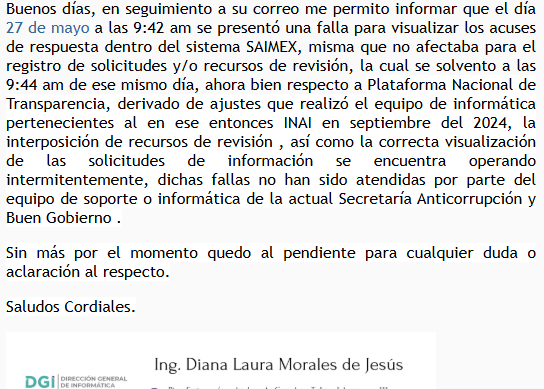 Buenos días, en seguimiento a su correo me permito informar que el día
27 de mayo a las 9:42 am se presentó una falla para visualizar los acuses
de respuesta dentro del sistema SAIMEX, misma que no afectaba para el
registro de solicitudes y/o recursos de revisión, la cual se solvento a las
9:44 am de ese mismo día, ahora bien respecto a Plataforma Nacional de
Transparencia, derivado de ajustes que realizó el equipo de informática
pertenecientes al en ese entonces INAI en septiembre del 2024, la
interposición de recursos de revisión , así como la correcta visualización
de las solicitudes de información se encuentra operando
intermitentemente, dichas fallas no han sido atendidas por parte del
equipo de soporte o informática de la actual Secretaría Anticorrupción y
Buen Gobierno .
Sin más por el momento quedo al pendiente para cualquier duda o
aclaración al respecto.
Saludos Cordiales.
Ing. Diana Laura Morales de Jesús
DGI DIRECCIÓN GENERAL
DE INFORMÁTICA